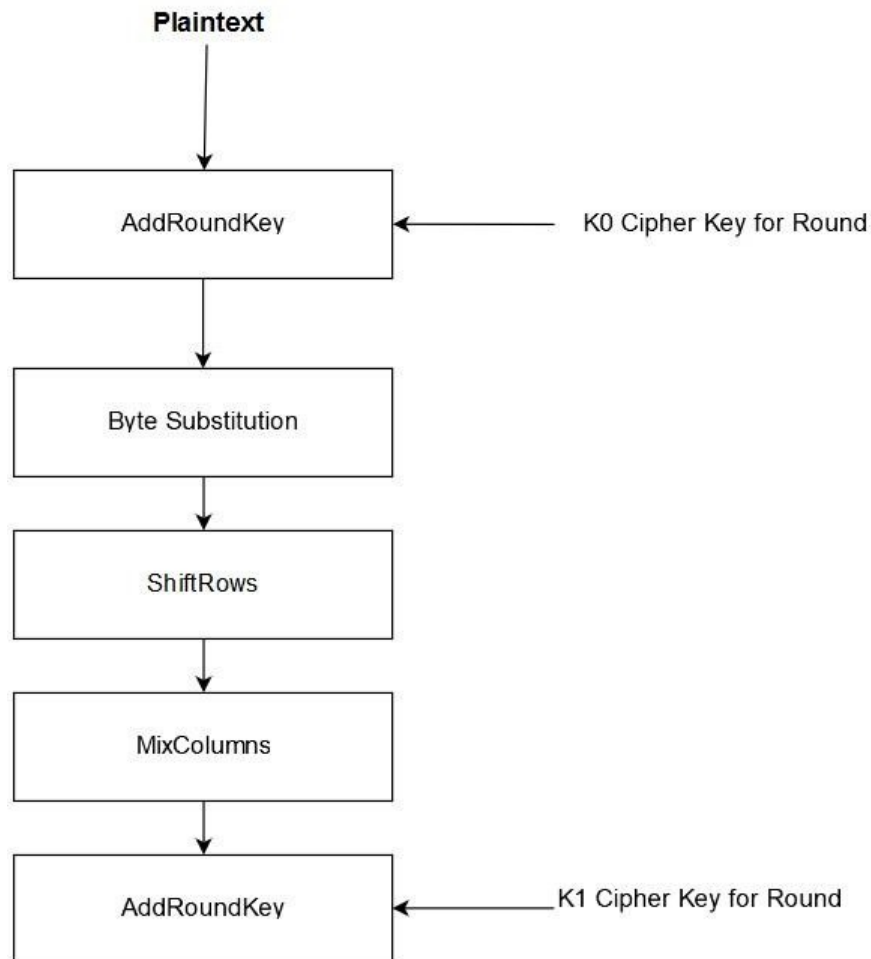 Plaintext
AddRoundKey
K0 Cipher Key for Round
Byte Substitution
ShiftRows
MixColumns
AddRoundKey
K1 Cipher Key for Round